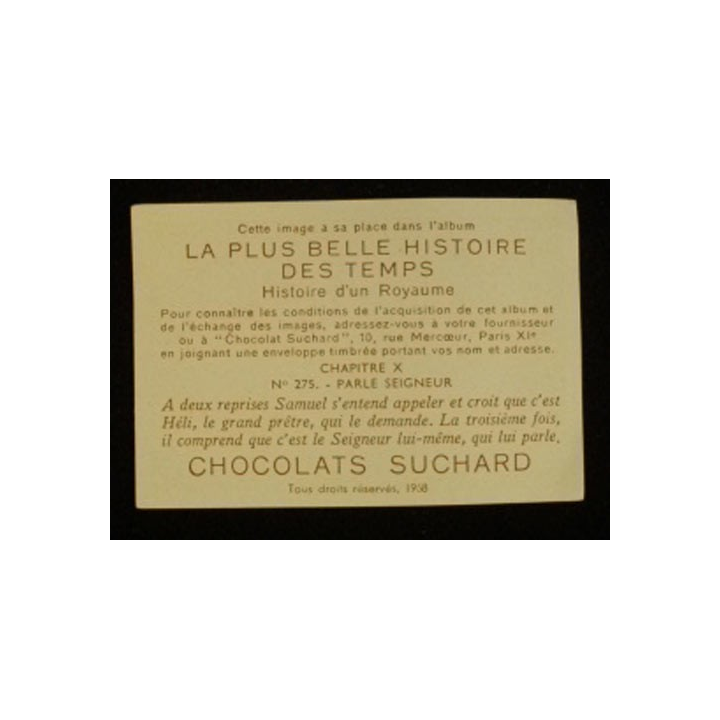 Cette image a sa place dans l'album
LA PLUS BELLE HISTOIRE
DES TEMPS
Histoire d'un Royaume
Pour connaître les conditions de l'acquisition de cet album et
de l'échange des images, adressez-vous à votre fournisseur
ou à "Chocolat Suchard", 10, rue Mercœur, Paris XIe
en joignant une enveloppe timbrée portant vos nom et adresse.
CHAPITRE X
No 275. - PARLE SEIGNEUR
A deux reprises Samuel s'entend appeler et croit que c'est
Héli, le grand prêtre, qui le demande. La troisième fois,
il comprend que c'est le Seigneur lui-même, qui lui parle.
CHOCOLATS SUCHARD
Tous droits réservés, 1958